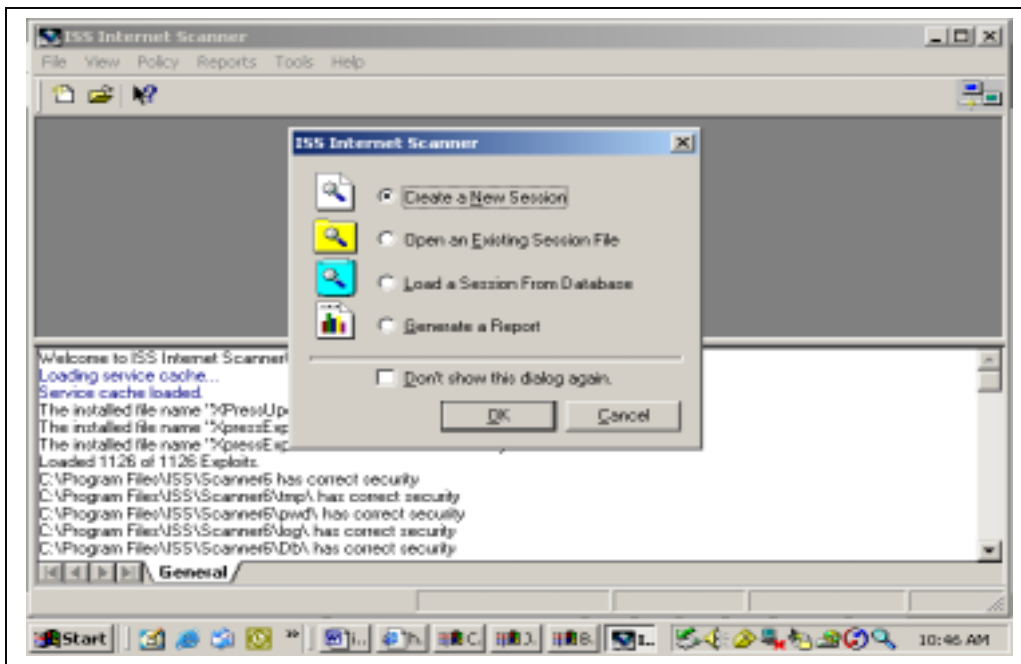 ISS Internet Scanner
File View Policy Reports Tools Help
ISS Internet Scanner
Create a New Session
Open an Existing Session File
Load a Session From Database
Generate a Report
Don't show this dialog again.
OK Cancel
Welcome to ISS Internet Scanner
Loading service cache...
Service cache loaded.
The installed file name "XPressUp
The installed file name "XpressExp
The installed file name "XpressExp
Loaded 1126 of 1126 Exploits.
C:\Program Files\ISS\Scanner6 has correct security
C:\Program Files\ISS\Scanner6\tmp\ has correct security
C:\Program Files\ISS\Scanner6\pwd\ has correct security
C:\Program Files\ISS\Scanner6\log\ has correct security
C:\Program Files\ISS\Scanner6\Db\ has correct security
General
Start 10:46 AM